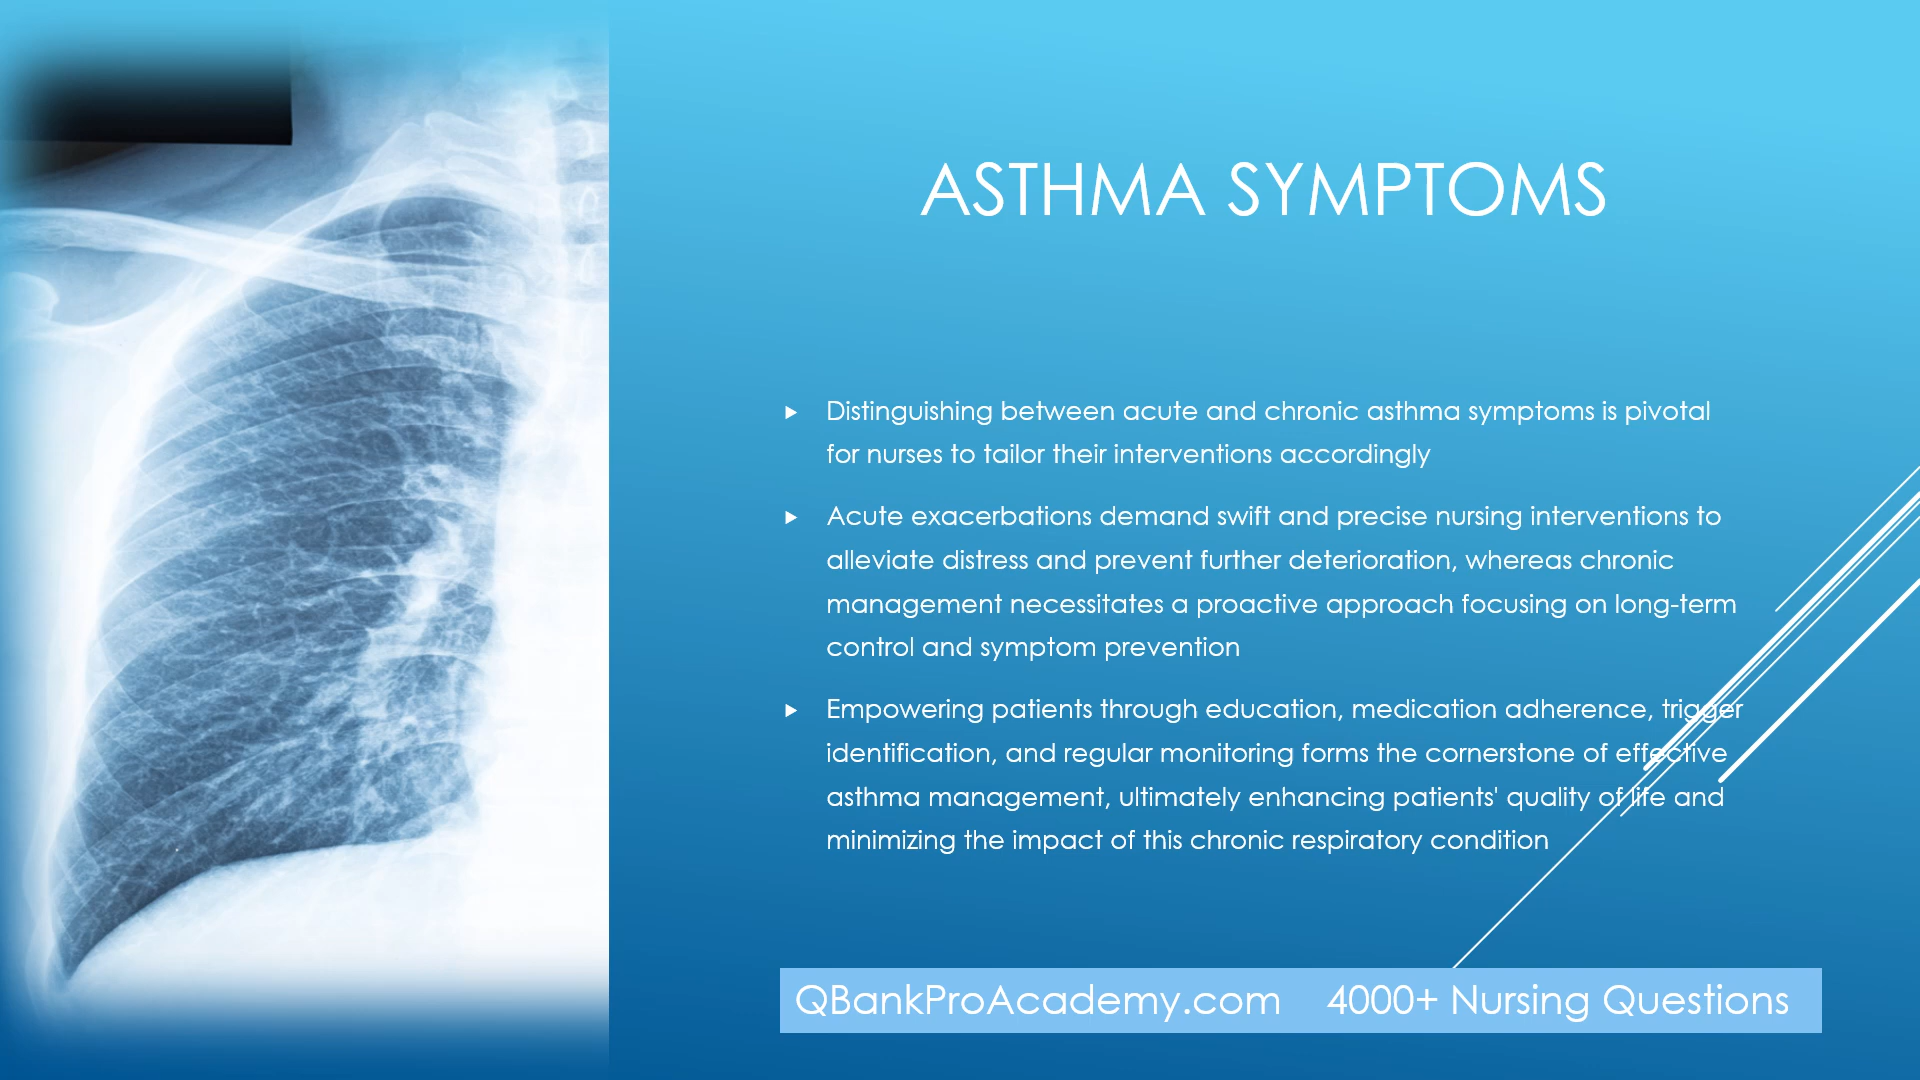 ASTHMA SYMPTOMS
Distinguishing between acute and chronic asthma symptoms is pivotal
for nurses to tailor their interventions accordingly
Acute exacerbations demand swift and precise nursing interventions to
alleviate distress and prevent further deterioration, whereas chronic
management necessitates a proactive approach focusing on long-term
control and symptom prevention
Empowering patients through education, medication adherence, trigger
identification, and regular monitoring forms the cornerstone of effective
asthma management, ultimately enhancing patients' quality of life and
minimizing the impact of this chronic respiratory condition
QBankProAcademy.com 4000+ Nursing Questions